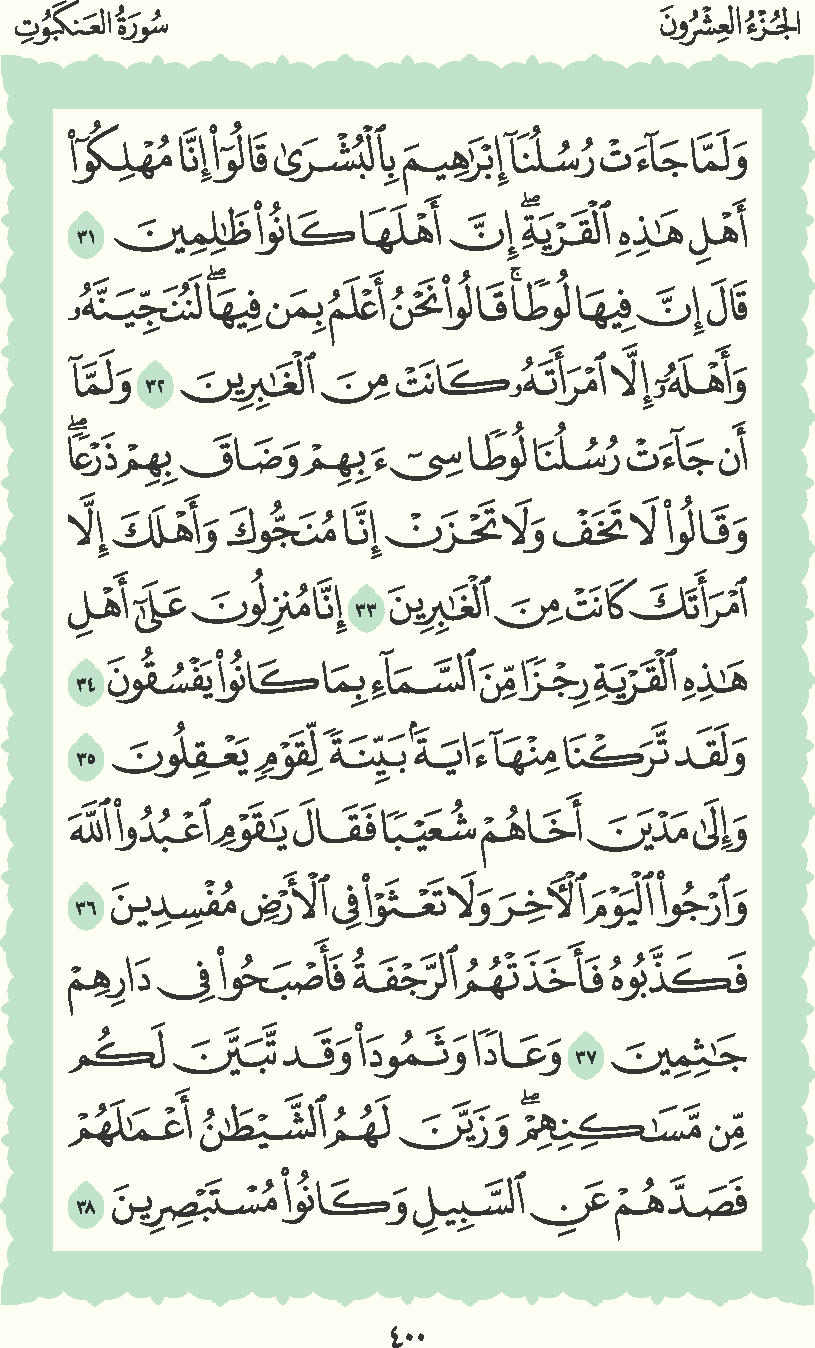 الجُزْءُ العِشْرُونَ
سُورَةُ العَنكَبُوتِ
وَلَمَّا جَآءَتْ رُسُلُنَآ إِبْرَٰهِيمَ بِٱلْبُشْرَىٰ قَالُوٓا۟ إِنَّا مُهْلِكُوٓا۟
أَهْلِ هَٰذِهِ ٱلْقَرْيَةِۖ إِنَّ أَهْلَهَا كَانُوا۟ ظَٰلِمِينَ ٣١
قَالَ إِنَّ فِيهَا لُوطًاۚ قَالُوا۟ نَحْنُ أَعْلَمُ بِمَن فِيهَاۖ لَنُنَجِّيَنَّهُۥ
وَأَهْلَهُۥٓ إِلَّا ٱمْرَأَتَهُۥ كَانَتْ مِنَ ٱلْغَٰبِرِينَ ٣٢ وَلَمَّآ
أَن جَآءَتْ رُسُلُنَا لُوطًا سِىٓءَ بِهِمْ وَضَاقَ بِهِمْ ذَرْعًاۖ
وَقَالُوا۟ لَا تَخَفْ وَلَا تَحْزَنْ إِنَّا مُنَجُّوكَ وَأَهْلَكَ إِلَّا
ٱمْرَأَتَكَ كَانَتْ مِنَ ٱلْغَٰبِرِينَ ٣٣ إِنَّا مُنزِلُونَ عَلَىٰٓ أَهْلِ
هَٰذِهِ ٱلْقَرْيَةِ رِجْزًا مِّنَ ٱلسَّمَآءِ بِمَا كَانُوا۟ يَفْسُقُونَ ٣٤
وَلَقَد تَّرَكْنَا مِنْهَآ ءَايَةًۢ بَيِّنَةً لِّقَوْمٍ يَعْقِلُونَ ٣٥
وَإِلَىٰ مَدْيَنَ أَخَاهُمْ شُعَيْبًا فَقَالَ يَٰقَوْمِ ٱعْبُدُوا۟ ٱللَّهَ
وَٱرْجُوا۟ ٱلْيَوْمَ ٱلْءَاخِرَ وَلَا تَعْثَوْا۟ فِى ٱلْأَرْضِ مُفْسِدِينَ ٣٦
فَكَذَّبُوهُ فَأَخَذَتْهُمُ ٱلرَّجْفَةُ فَأَصْبَحُوا۟ فِى دَارِهِمْ
جَٰثِمِينَ ٣٧ وَعَادًا وَثَمُودَا۟ وَقَد تَّبَيَّنَ لَكُم
مِّن مَّسَٰكِنِهِمْۖ وَزَيَّنَ لَهُمُ ٱلشَّيْطَٰنُ أَعْمَٰلَهُمْ
فَصَدَّهُمْ عَنِ ٱلسَّبِيلِ وَكَانُوا۟ مُسْتَبْصِرِينَ ٣٨
٤٠٠